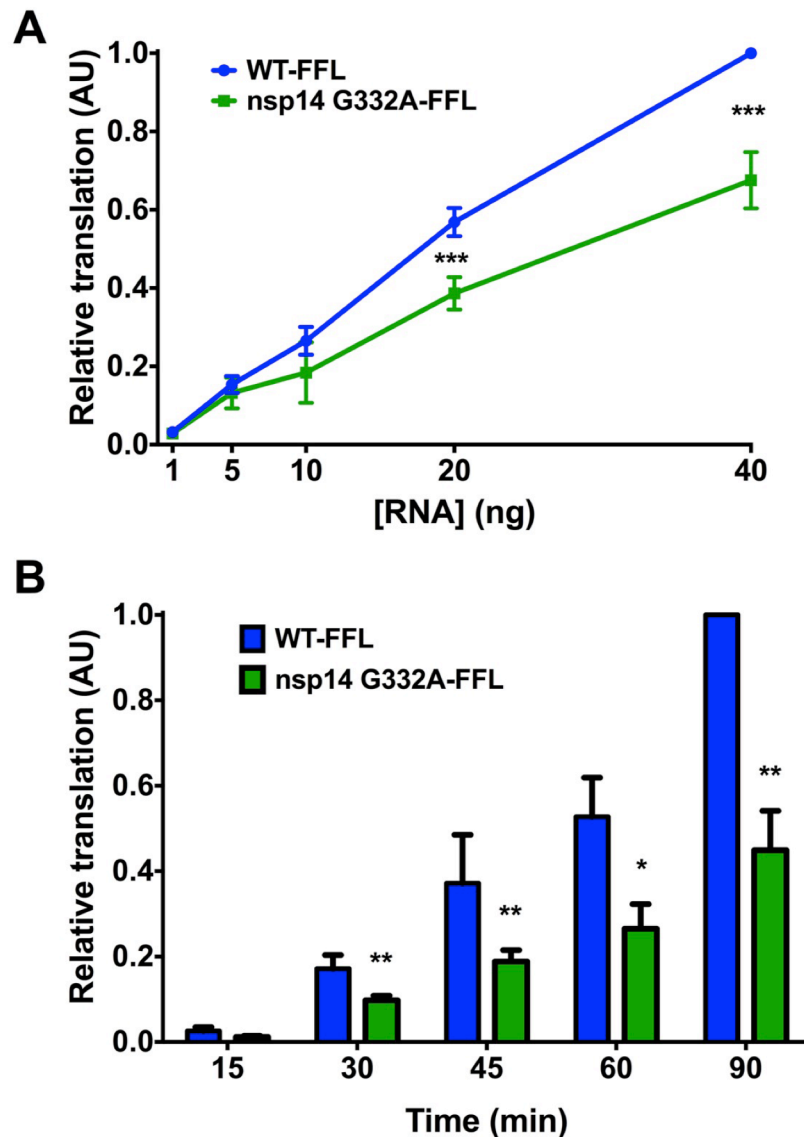 A
Relative translation (AU)
1.0
0.8
0.6
0.4
0.2
0.0
WT-FFL
nsp14 G332A-FFL
***
***
1 5 10 20 40
[RNA] (ng)
B
Relative translation (AU)
1.0
0.8
0.6
0.4
0.2
0.0
WT-FFL
nsp14 G332A-FFL
**
**
*
**
15 30 45 60 90
Time (min)